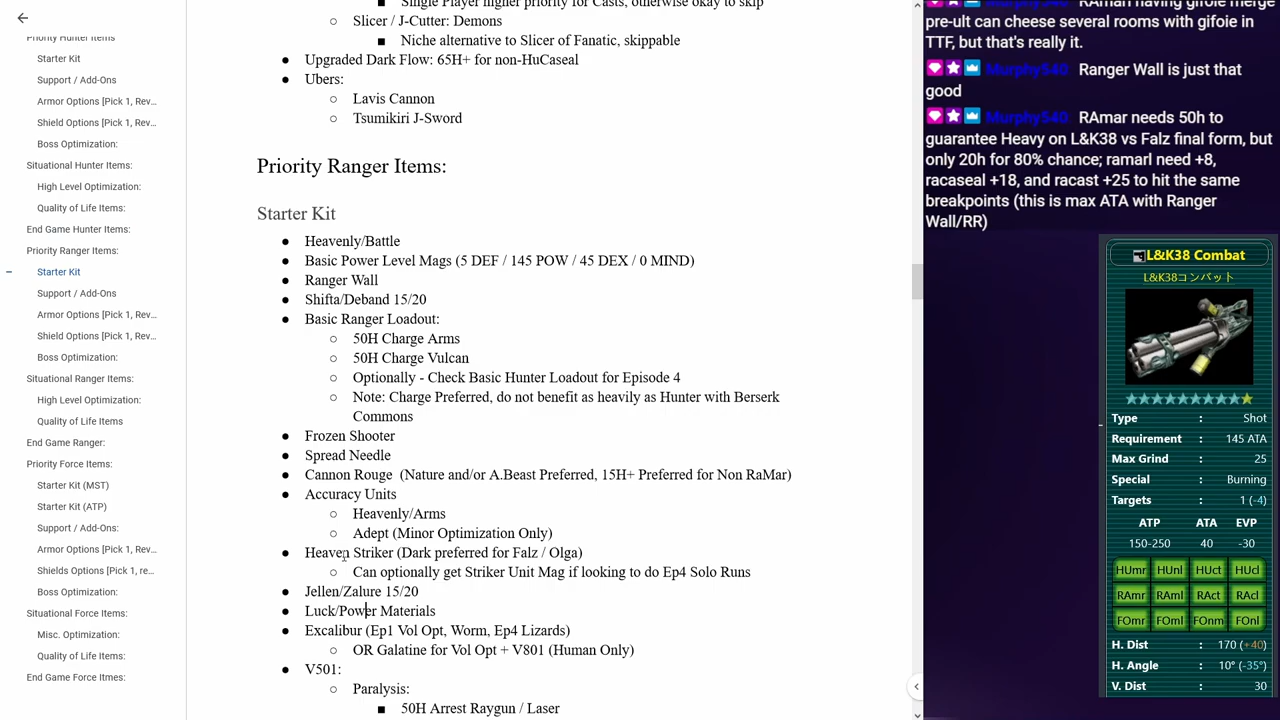 Priority Hunter Items
Starter Kit
Support / Add-Ons
Armor Options [Pick 1, Rev...
Shield Options [Pick 1, Rev...
Boss Optimization:
Situational Hunter Items:
High Level Optimization:
Quality of Life Items:
End Game Hunter Items:
Priority Ranger Items:
Starter Kit
Support / Add-Ons
Armor Options [Pick 1, Rev...
Shield Options [Pick 1, Rev...
Boss Optimization:
Situational Ranger Items:
High Level Optimization:
Quality of Life Items
End Game Ranger:
Priority Force Items:
Starter Kit (MST)
Starter Kit (ATP)
Support / Add-Ons:
Armor Options [Pick 1, Rev...
Shields Options [Pick 1, re...
Boss Optimization:
Situational Force Items:
Misc. Optimization:
Quality of Life Items:
End Game Force Itmes:
Single Player higher priority for Casts, otherwise okay to skip
Slicer / J-Cutter: Demons
Niche alternative to Slicer of Fanatic, skippable
Upgraded Dark Flow: 65H+ for non-HuCaseal
Ubers:
Lavis Cannon
Tsumikiri J-Sword
Priority Ranger Items:
Starter Kit
Heavenly/Battle
Basic Power Level Mags (5 DEF / 145 POW / 45 DEX / 0 MIND)
Ranger Wall
Shifta/Deband 15/20
Basic Ranger Loadout:
50H Charge Arms
50H Charge Vulcan
Optionally - Check Basic Hunter Loadout for Episode 4
Note: Charge Preferred, do not benefit as heavily as Hunter with Berserk
Commons
Frozen Shooter
Spread Needle
Cannon Rouge (Nature and/or A.Beast Preferred, 15H+ Preferred for Non RaMar)
Accuracy Units
Heavenly/Arms
Adept (Minor Optimization Only)
Heaven Striker (Dark preferred for Falz / Olga)
Can optionally get Striker Unit Mag if looking to do Ep4 Solo Runs
Jellen/Zalure 15/20
Luck/Power Materials
Excalibur (Ep1 Vol Opt, Worm, Ep4 Lizards)
OR Galatine for Vol Opt + V801 (Human Only)
V501:
Paralysis:
50H Arrest Raygun / Laser
Murphy540 RAmar having gifoie merge
pre-ult can cheese several rooms with gifoie in
TTF, but that's really it.
Murphy540 Ranger Wall is just that
good
Murphy540 RAmar needs 50h to
guarantee Heavy on L&K38 vs Falz final form, but
only 20h for 80% chance; ramarl need +8,
racaseal +18, and racast +25 to hit the same
breakpoints (this is max ATA with Ranger
Wall/RR)
L&K38 Combat
L&K38コンバット
Type : Shot
Requirement : 145 ATA
Max Grind : 25
Special : Burning
Targets : 1 (-4)
ATP ATA EVP
150-250 40 -30
HUmr HUnl HUct HUcl
RAmr RAml RAct RAcl
FOmr FOml FOnm FOnl
H. Dist : 170 (+40)
H. Angle : 10° (-35°)
V. Dist : 30